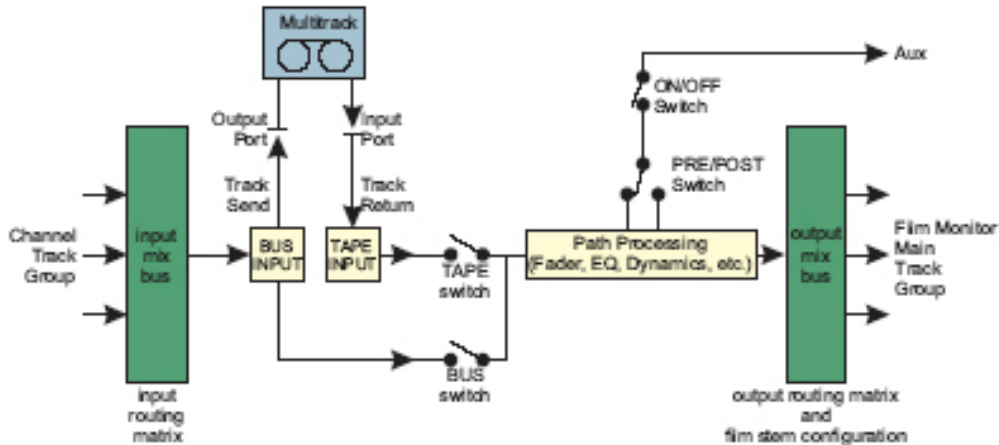 Multitrack
Output
Port
Input
Port
Track
Send
Track
Return
Channel
Track
Group
input
mix
bus
BUS
INPUT
TAPE
INPUT
TAPE
switch
BUS
switch
Path Processing
(Fader, EQ, Dynamics, etc.)
PRE/POST
Switch
ON/OFF
Switch
Aux
output
mix
bus
Film Monitor
Main
Track
Group
input
routing
matrix
output routing matrix
and
film stem configuration